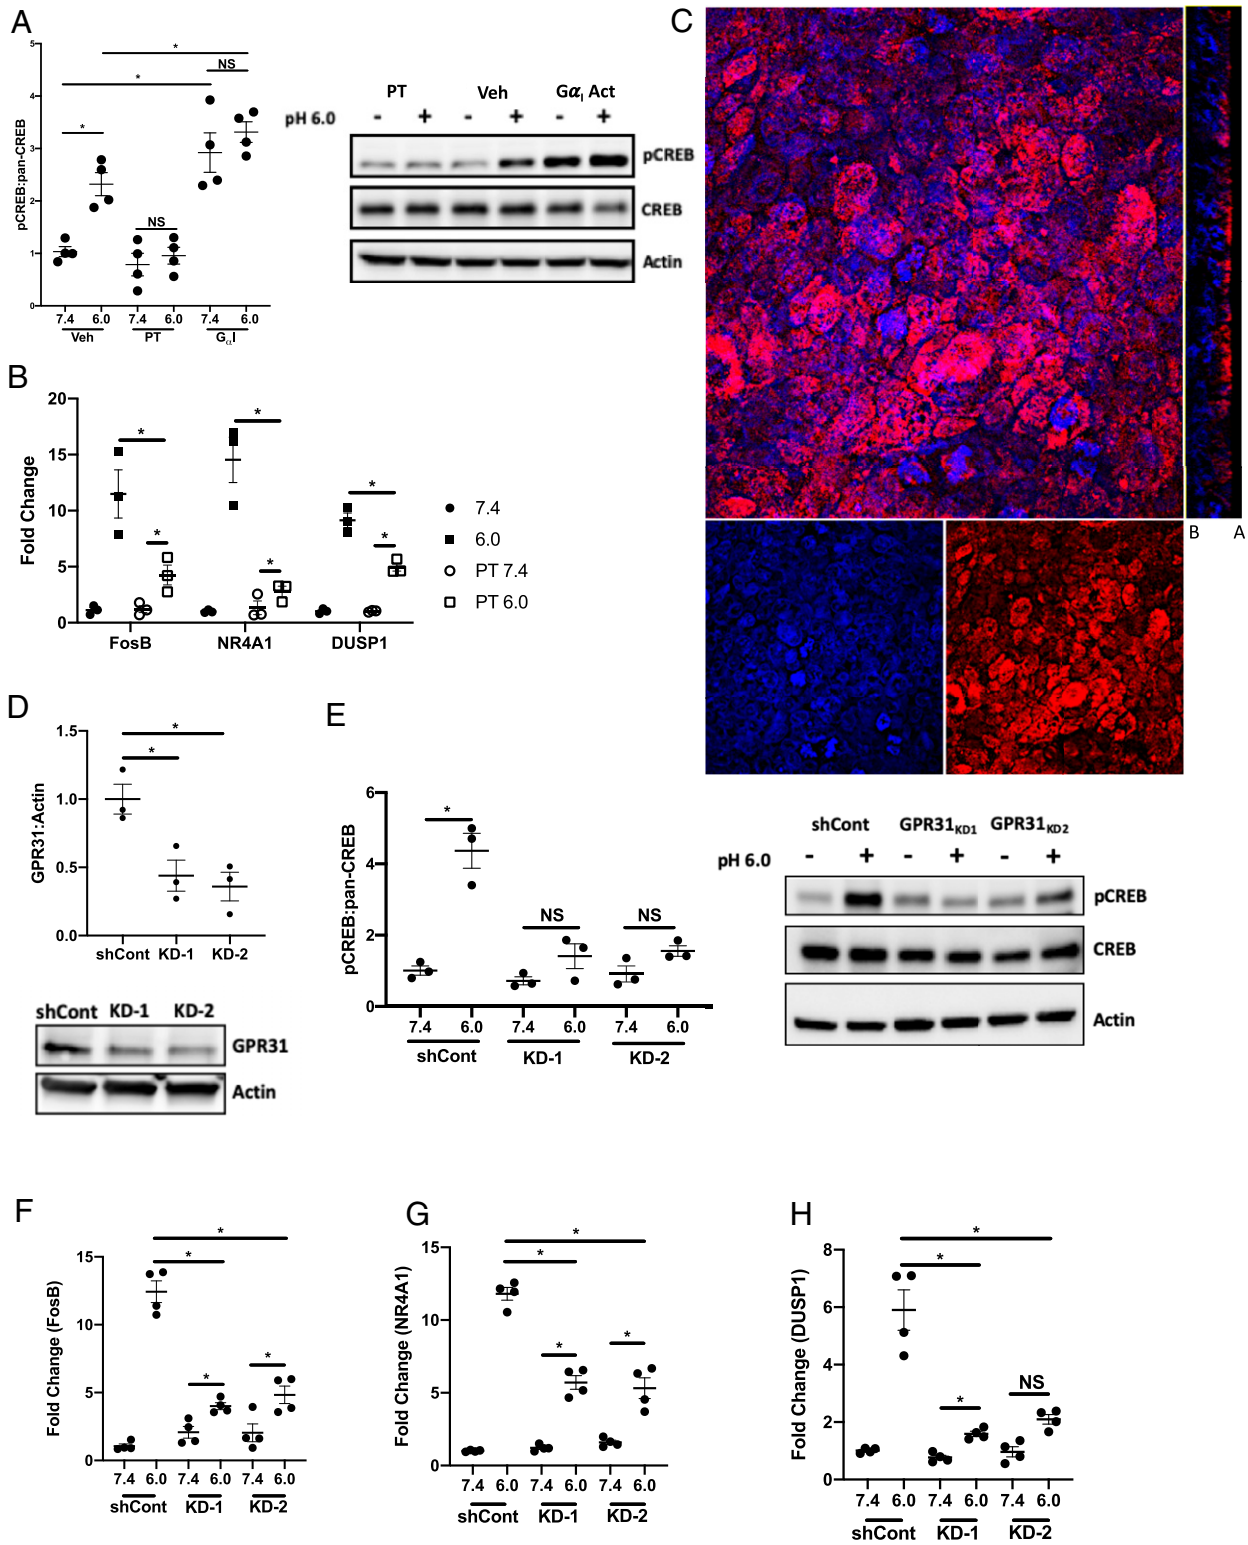 A
pCREB:pan-CREB
5
4
3
2
1
0
*
*
*
NS
NS
7.4 6.0 7.4 6.0 7.4 6.0
Veh PT GαI
PT Veh Gαi Act
pH 6.0 - + - + - +
pCREB
CREB
Actin
C
B A
B
Fold Change
20
15
10
5
0
* * *
* * *
FosB NR4A1 DUSP1
7.4
6.0
PT 7.4
PT 6.0
D
GPR31:Actin
1.5
1.0
0.5
0.0
*
*
shCont KD-1 KD-2
shCont KD-1 KD-2
GPR31
Actin
E
pCREB:pan-CREB
6
4
2
0
*
NS NS
7.4 6.0 7.4 6.0 7.4 6.0
shCont KD-1 KD-2
shCont GPR31KD1 GPR31KD2
pH 6.0 - + - + - +
pCREB
CREB
Actin
F
Fold Change (FosB)
15
10
5
0
*
*
*
*
7.4 6.0 7.4 6.0 7.4 6.0
shCont KD-1 KD-2
G
Fold Change (NR4A1)
15
10
5
0
*
*
*
*
7.4 6.0 7.4 6.0 7.4 6.0
shCont KD-1 KD-2
H
Fold Change (DUSP1)
8
6
4
2
0
*
*
*
NS
7.4 6.0 7.4 6.0 7.4 6.0
shCont KD-1 KD-2